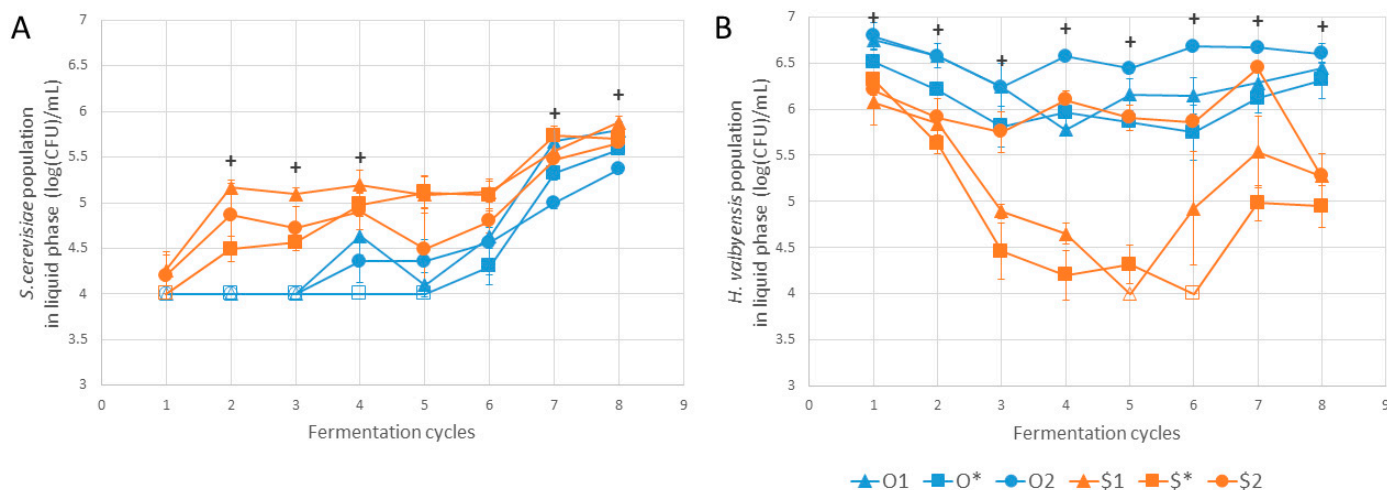 A
S.cerevisiae population
in liquid phase (log(CFU)/mL)
7
6.5
6
5.5
5
4.5
4
3.5
3
0 1 2 3 4 5 6 7 8 9
Fermentation cycles
+ + + + +
B
H. valbyensis population
in liquid phase (log(CFU)/mL)
7
6.5
6
5.5
5
4.5
4
3.5
3
0 1 2 3 4 5 6 7 8 9
Fermentation cycles
+ + + + + + + +
O1 O* O2 $1 $* $2